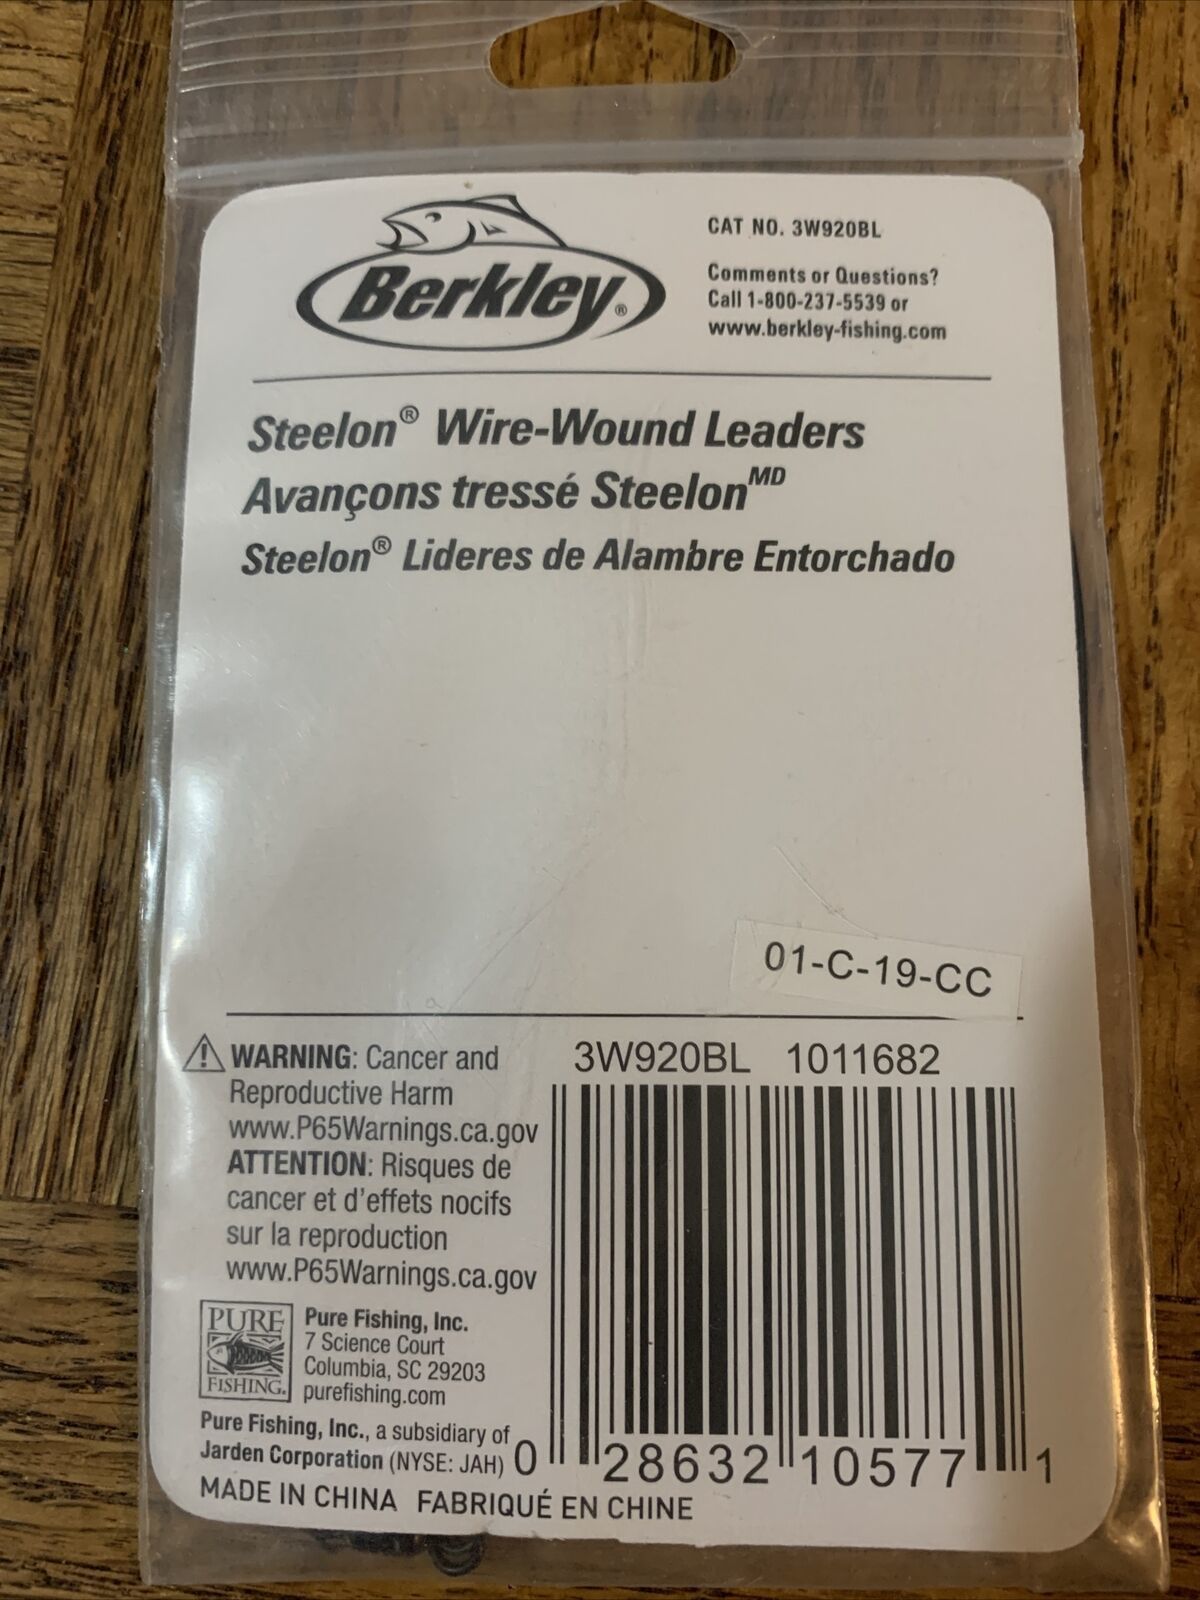 Berkley®
CAT NO. 3W920BL
Comments or Questions?
Call 1-800-237-5539 or
www.berkley-fishing.com
Steelon® Wire-Wound Leaders
Avançons tressé Steelon MD
Steelon® Lideres de Alambre Entorchado
01-C-19-CC
⚠ WARNING: Cancer and
Reproductive Harm
www.P65Warnings.ca.gov
ATTENTION: Risques de
cancer et d'effets nocifs
sur la reproduction
www.P65Warnings.ca.gov
PURE
FISHING.
Pure Fishing, Inc.
7 Science Court
Columbia, SC 29203
purefishing.com
Pure Fishing, Inc., a subsidiary of
Jarden Corporation (NYSE: JAH)
MADE IN CHINA FABRIQUÉ EN CHINE
3W920BL 1011682
0 28632 10577 1